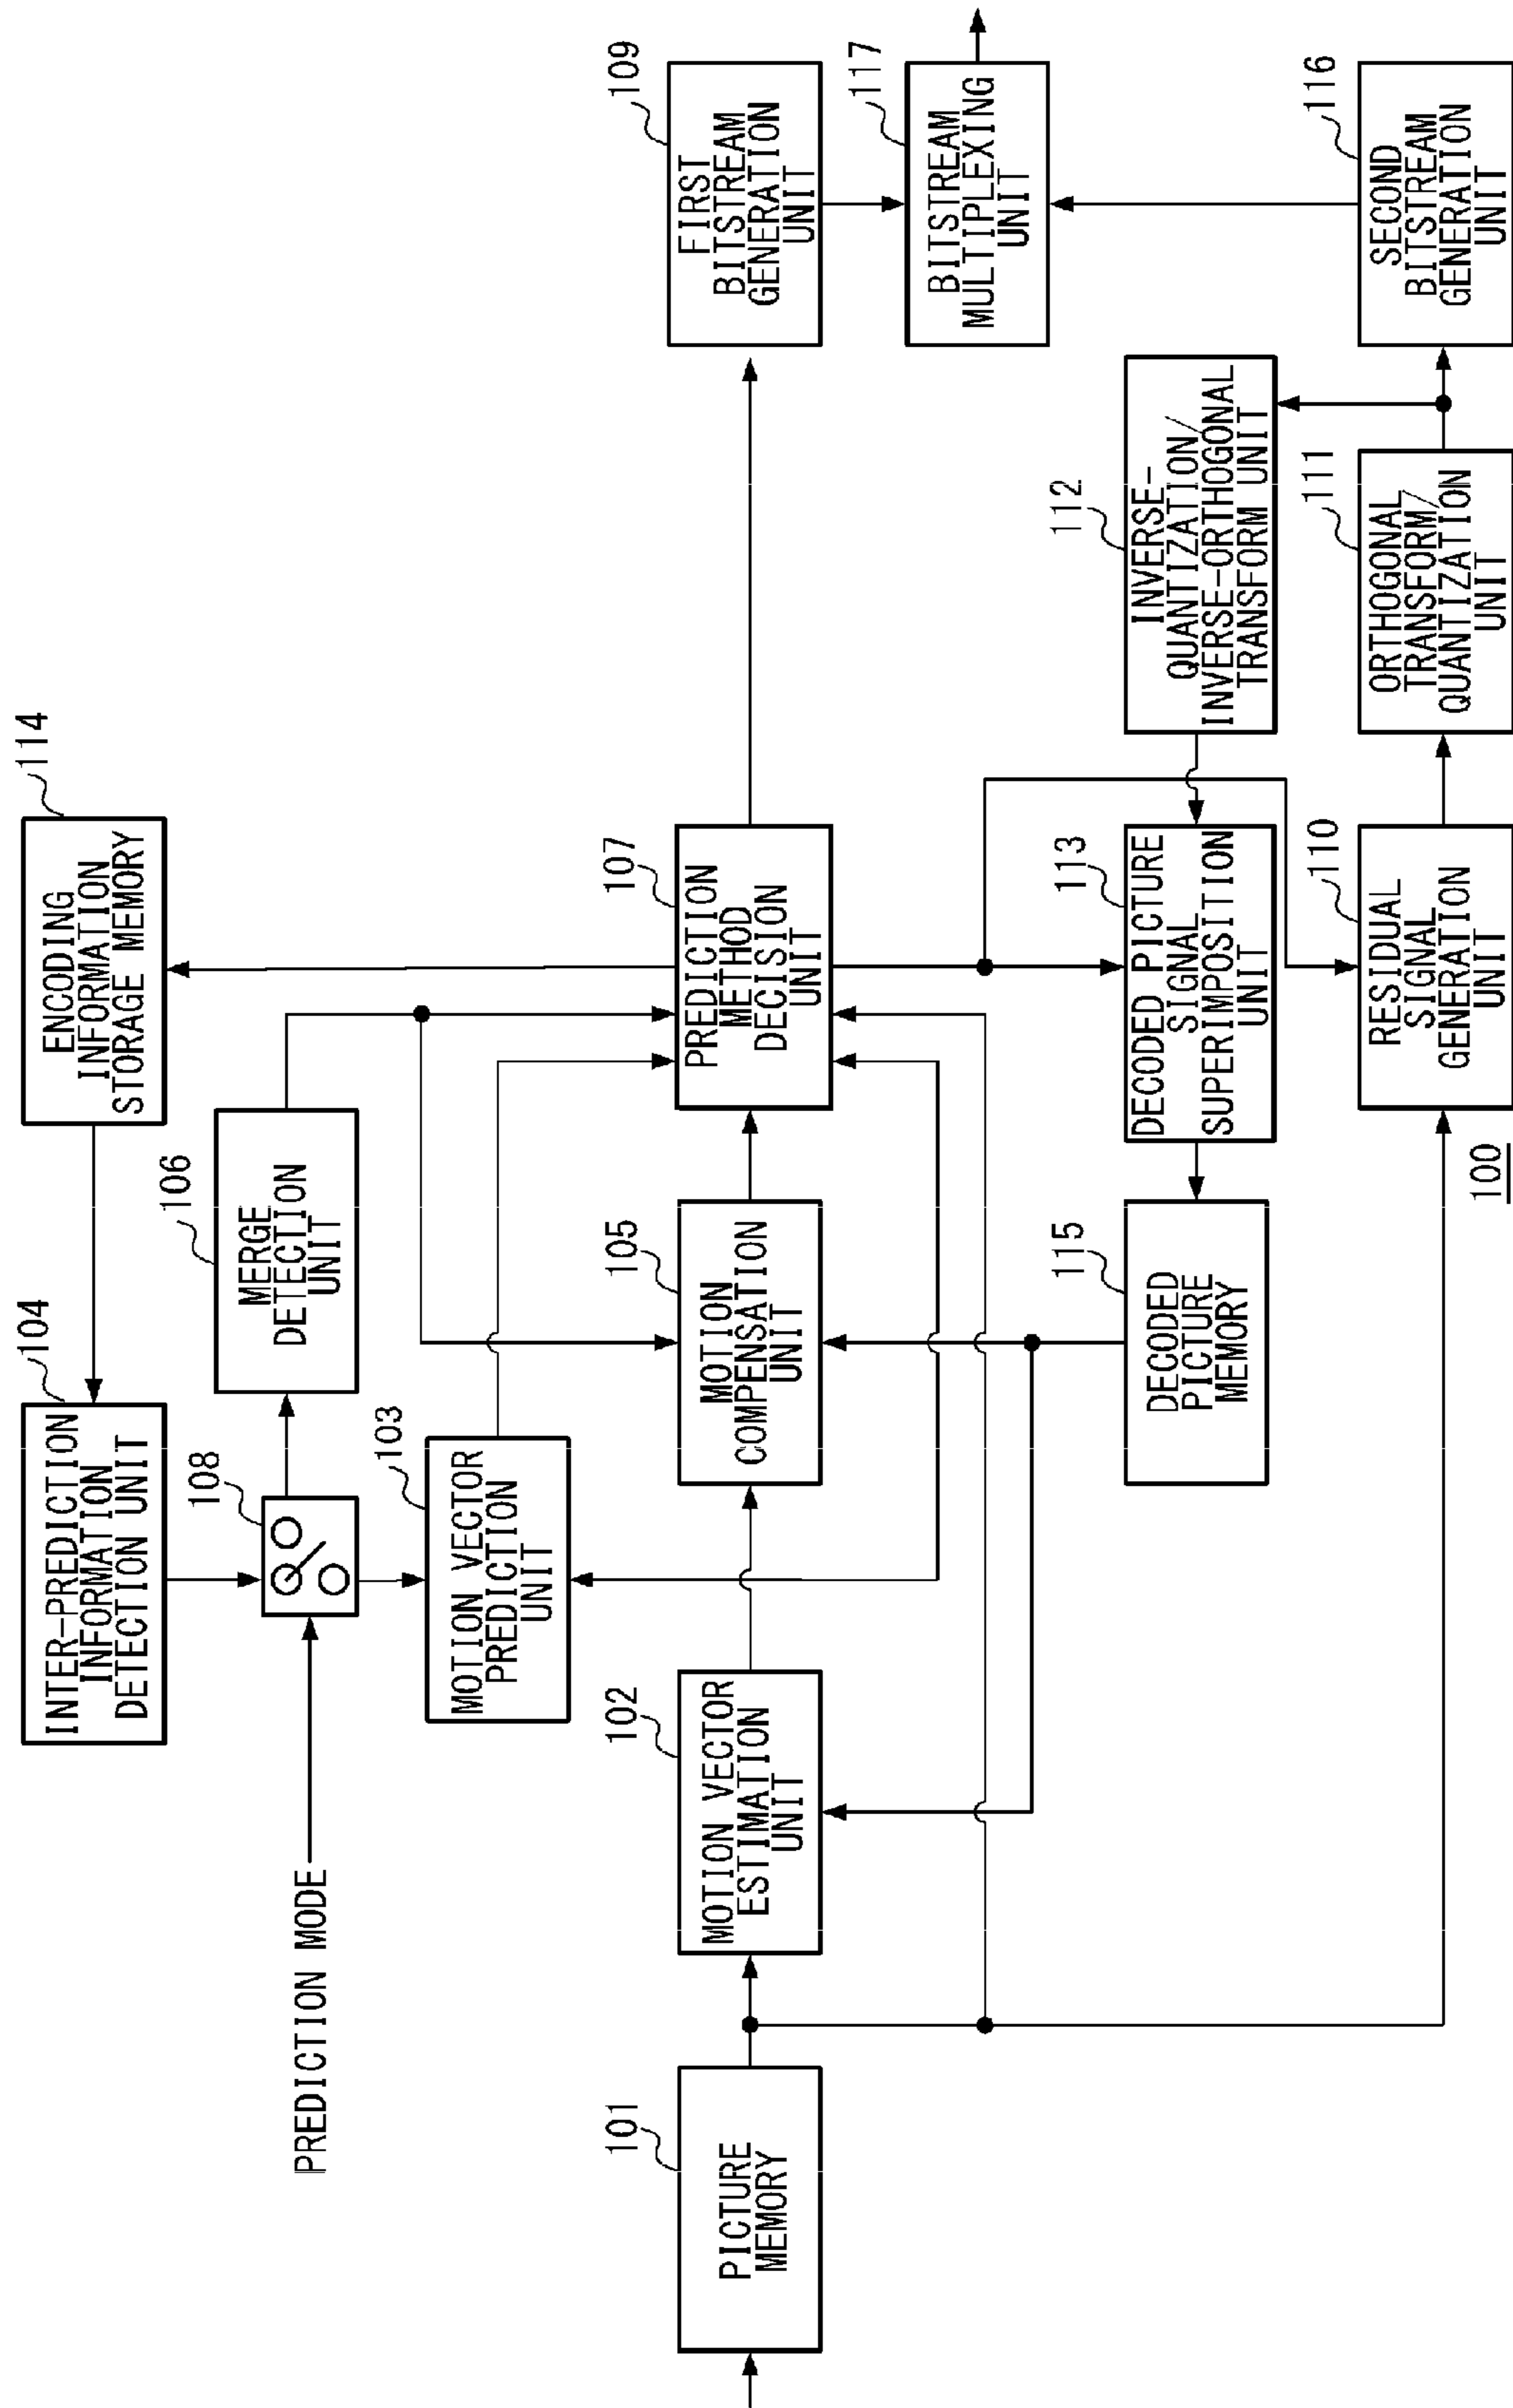 114
ENCODING
INFORMATION
STORAGE MEMORY
104
INTER-PREDICTION
INFORMATION
DETECTION UNIT
106
MERGE
DETECTION
UNIT
108
PREDICTION MODE
103
MOTION VECTOR
PREDICTION
UNIT
101
PICTURE
MEMORY
102
MOTION VECTOR
ESTIMATION
UNIT
105
MOTION
COMPENSATION
UNIT
107
PREDICTION
METHOD
DECISION
UNIT
109
FIRST
BITSTREAM
GENERATION
UNIT
117
BITSTREAM
MULTIPLEXING
UNIT
115
DECODED
PICTURE
MEMORY
113
DECODED PICTURE
SIGNAL
SUPERIMPOSITION
UNIT
112
INVERSE-
QUANTIZATION/
INVERSE-ORTHOGONAL
TRANSFORM UNIT
110
RESIDUAL
SIGNAL
GENERATION
UNIT
111
ORTHOGONAL
TRANSFORM/
QUANTIZATION
UNIT
116
SECOND
BITSTREAM
GENERATION
UNIT
100